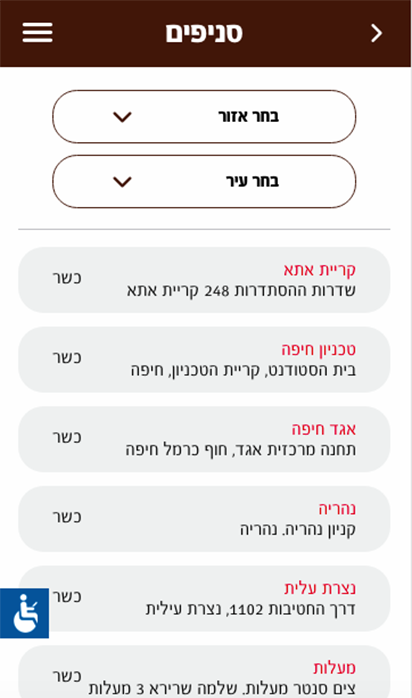 סניפים
בחר אזור
בחר עיר
קריית אתא
שדרות ההסתדרות 248 קריית אתא
כשר
טכניון חיפה
בית הסטודנט, קריית הטכניון, חיפה
כשר
אגד חיפה
תחנה מרכזית אגד, חוף כרמל חיפה
כשר
נהריה
קניון נהריה. נהריה
כשר
נצרת עלית
דרך החטיבות 1102, נצרת עילית
כשר
מעלות
צים סנטר מעלות. שלמה שרירא 3 מעלות
כשר